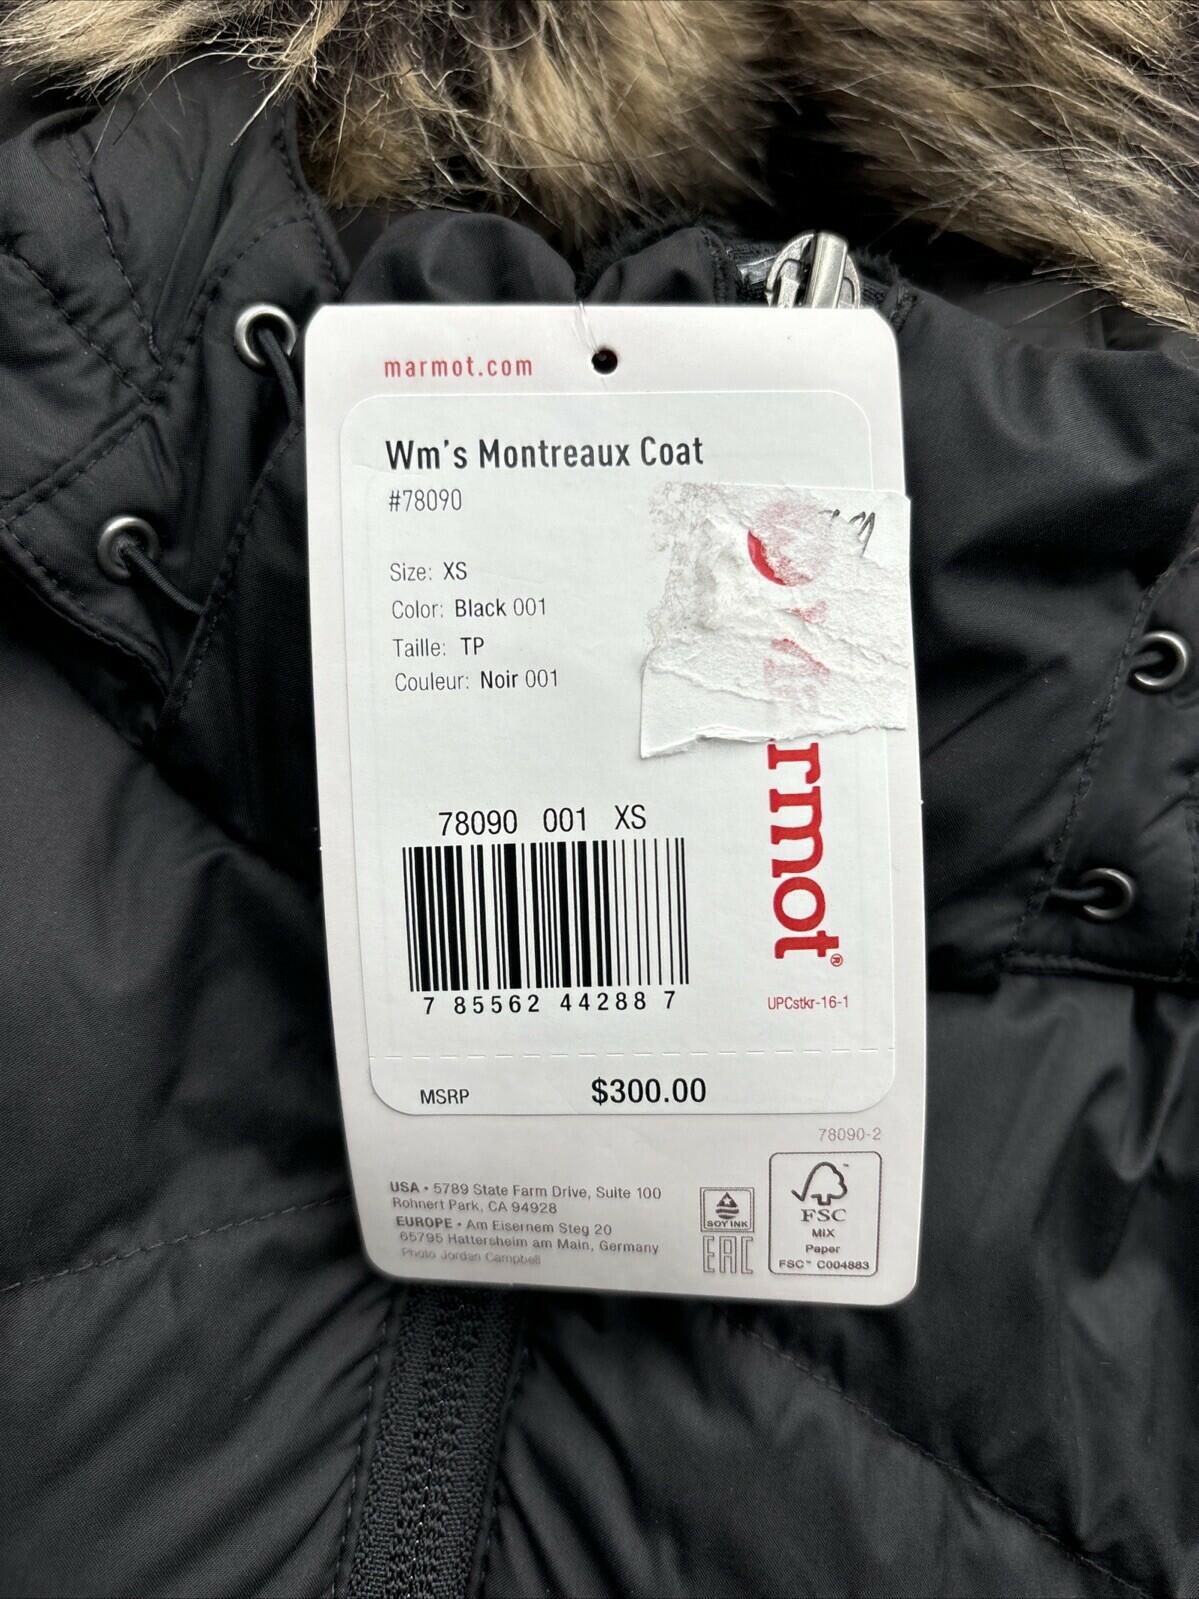 marmot.com
Wm's Montreaux Coat
#78090
Size: XS
Color: Black 001
Taille: TP
Couleur: Noir 001
78090 001 XS
7 85562 44288 7
rmot®
UPCstkr-16-1
MSRP $300.00
78090-2
USA • 5789 State Farm Drive, Suite 100
Rohnert Park, CA 94928
EUROPE • Am Eisernem Steg 20
65795 Hattersheim am Main, Germany
Photo Jordan Campbell
SOY INK
EAC
FSC
MIX
Paper
FSC™ C004883